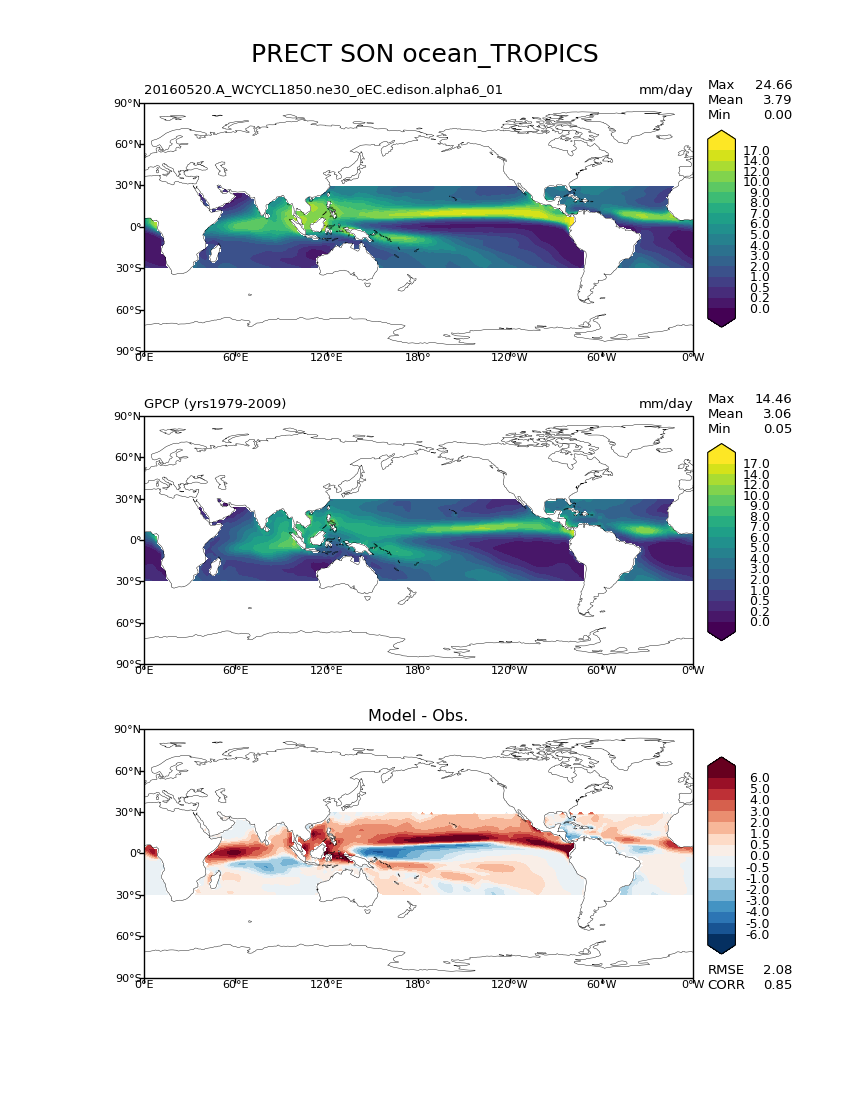 PRECT SON ocean_TROPICS
20160520.A_WCYCL1850.ne30_oEC.edison.alpha6_01 mm/day
Max 24.66
Mean 3.79
Min 0.00
90°N
60°N
30°N
0°
30°S
60°S
90°S
0°E 60°E 120°E 180° 120°W 60°W 0°W
17.0
14.0
12.0
10.0
9.0
8.0
7.0
6.0
5.0
4.0
3.0
2.0
1.0
0.5
0.2
0.0
GPCP (yrs1979-2009) mm/day
Max 14.46
Mean 3.06
Min 0.05
90°N
60°N
30°N
0°
30°S
60°S
90°S
0°E 60°E 120°E 180° 120°W 60°W 0°W
17.0
14.0
12.0
10.0
9.0
8.0
7.0
6.0
5.0
4.0
3.0
2.0
1.0
0.5
0.2
0.0
Model - Obs.
90°N
60°N
30°N
0°
30°S
60°S
90°S
0°E 60°E 120°E 180° 120°W 60°W 0°W
6.0
5.0
4.0
3.0
2.0
1.0
0.5
0.0
-0.5
-1.0
-2.0
-3.0
-4.0
-5.0
-6.0
RMSE 2.08
CORR 0.85